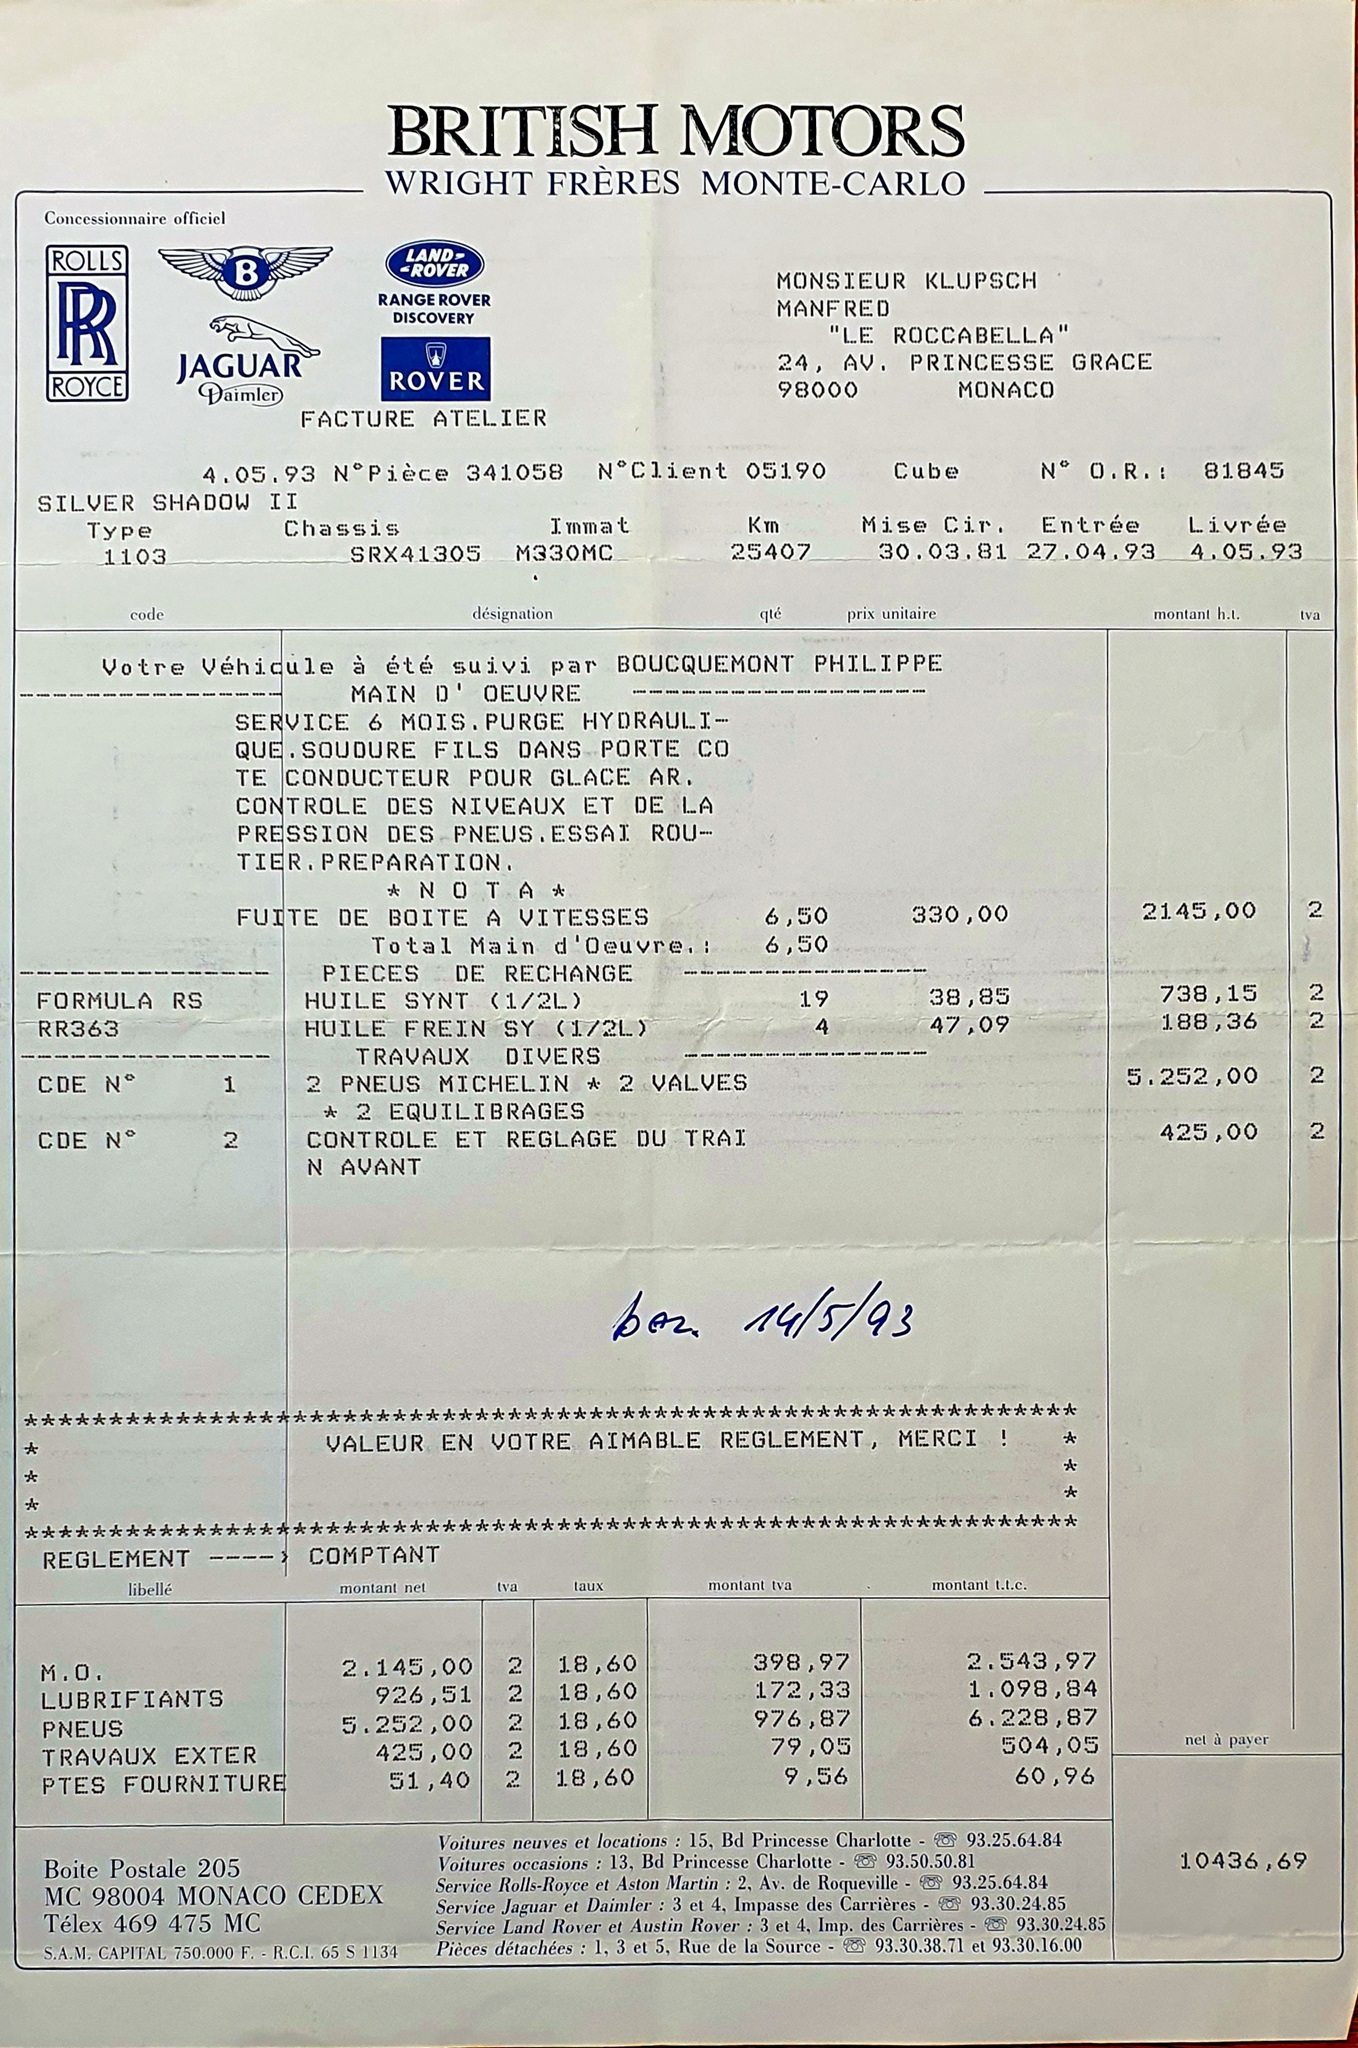 BRITISH MOTORS
WRIGHT FRÈRES MONTE-CARLO
Concessionnaire officiel
ROLLS
RR
ROYCE
B
JAGUAR
Daimler
LAND-ROVER
RANGE ROVER
DISCOVERY
ROVER
MONSIEUR KLUPSCH
MANFRED
"LE ROCCABELLA"
24, AV. PRINCESSE GRACE
98000 MONACO
FACTURE ATELIER
4.05.93 N°Pièce 341058 N°Client 05190 Cube N° O.R.: 81845
SILVER SHADOW II
Type Chassis Immat Km Mise Cir. Entrée Livrée
1103 SRX41305 M330MC 25407 30.03.81 27.04.93 4.05.93
code désignation qté prix unitaire montant h.t. tva
Votre Véhicule à été suivi par BOUCQUEMONT PHILIPPE
---------------- MAIN D' OEUVRE ------------------
SERVICE 6 MOIS.PURGE HYDRAULI-
QUE.SOUDURE FILS DANS PORTE CO
TE CONDUCTEUR POUR GLACE AR.
CONTROLE DES NIVEAUX ET DE LA
PRESSION DES PNEUS.ESSAI ROU-
TIER.PREPARATION.
* N O T A *
FUITE DE BOITE A VITESSES 6,50 330,00 2145,00 2
Total Main d'Oeuvre.: 6,50
--------------- PIECES DE RECHANGE ---------------
FORMULA RS HUILE SYNT (1/2L) 19 38,85 738,15 2
RR363 HUILE FREIN SY (1/2L) 4 47,09 188,36 2
--------------- TRAVAUX DIVERS ---------------
CDE N° 1 2 PNEUS MICHELIN * 2 VALVES 5.252,00 2
* 2 EQUILIBRAGES
CDE N° 2 CONTROLE ET REGLAGE DU TRAI 425,00 2
N AVANT
bez. 14/5/93
****************************************************************
* VALEUR EN VOTRE AIMABLE REGLEMENT, MERCI ! *
* *
* *
****************************************************************
REGLEMENT ----> COMPTANT
libellé montant net tva taux montant tva montant t.t.c.
M.O. 2.145,00 2 18,60 398,97 2.543,97
LUBRIFIANTS 926,51 2 18,60 172,33 1.098,84
PNEUS 5.252,00 2 18,60 976,87 6.228,87
TRAVAUX EXTER 425,00 2 18,60 79,05 504,05
PTES FOURNITURE 51,40 2 18,60 9,56 60,96
net à payer
10436,69
Boite Postale 205
MC 98004 MONACO CEDEX
Télex 469 475 MC
S.A.M. CAPITAL 750.000 F. - R.C.I. 65 S 1134
Voitures neuves et locations : 15, Bd Princesse Charlotte - ☏ 93.25.64.84
Voitures occasions : 13, Bd Princesse Charlotte - ☏ 93.50.50.81
Service Rolls-Royce et Aston Martin : 2, Av. de Roqueville - ☏ 93.25.64.84
Service Jaguar et Daimler : 3 et 4, Impasse des Carrières - ☏ 93.30.24.85
Service Land Rover et Austin Rover : 3 et 4, Imp. des Carrières - ☏ 93.30.24.85
Pièces détachées : 1, 3 et 5, Rue de la Source - ☏ 93.30.38.71 et 93.30.16.00